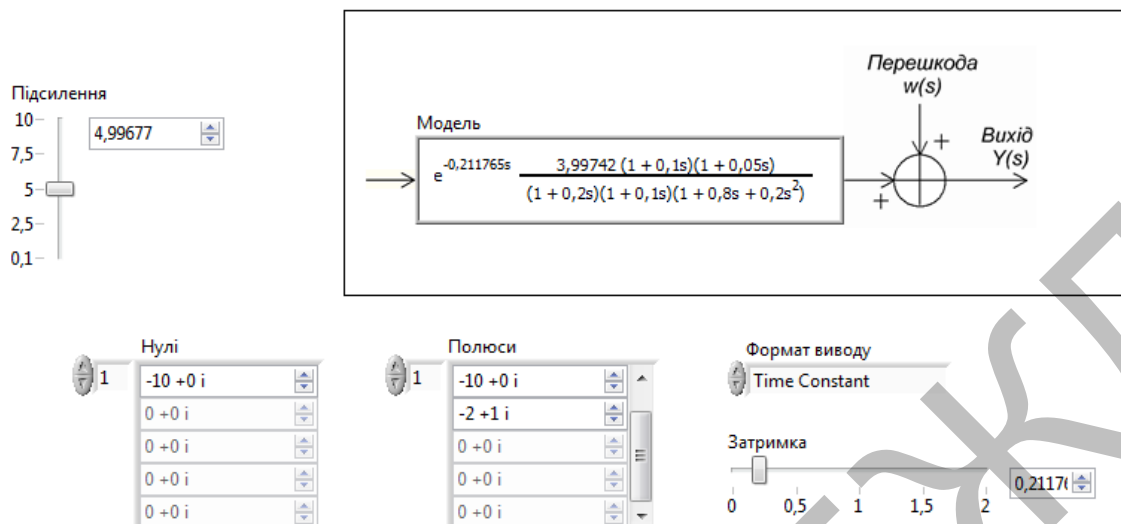 Підсилення
10
7,5
5
2,5
0,1
4,99677
Перешкода
w(s)
Модель
e^-0,211765s 3,99742 (1 + 0,1s)(1 + 0,05s)
(1 + 0,2s)(1 + 0,1s)(1 + 0,8s + 0,2s²)
+
+
Вихід
Y(s)
Нулі
1
-10 +0 i
0 +0 i
0 +0 i
0 +0 i
0 +0 i
Полюси
1
-10 +0 i
-2 +1 i
0 +0 i
0 +0 i
0 +0 i
Формат виводу
Time Constant
Затримка
0 0,5 1 1,5 2